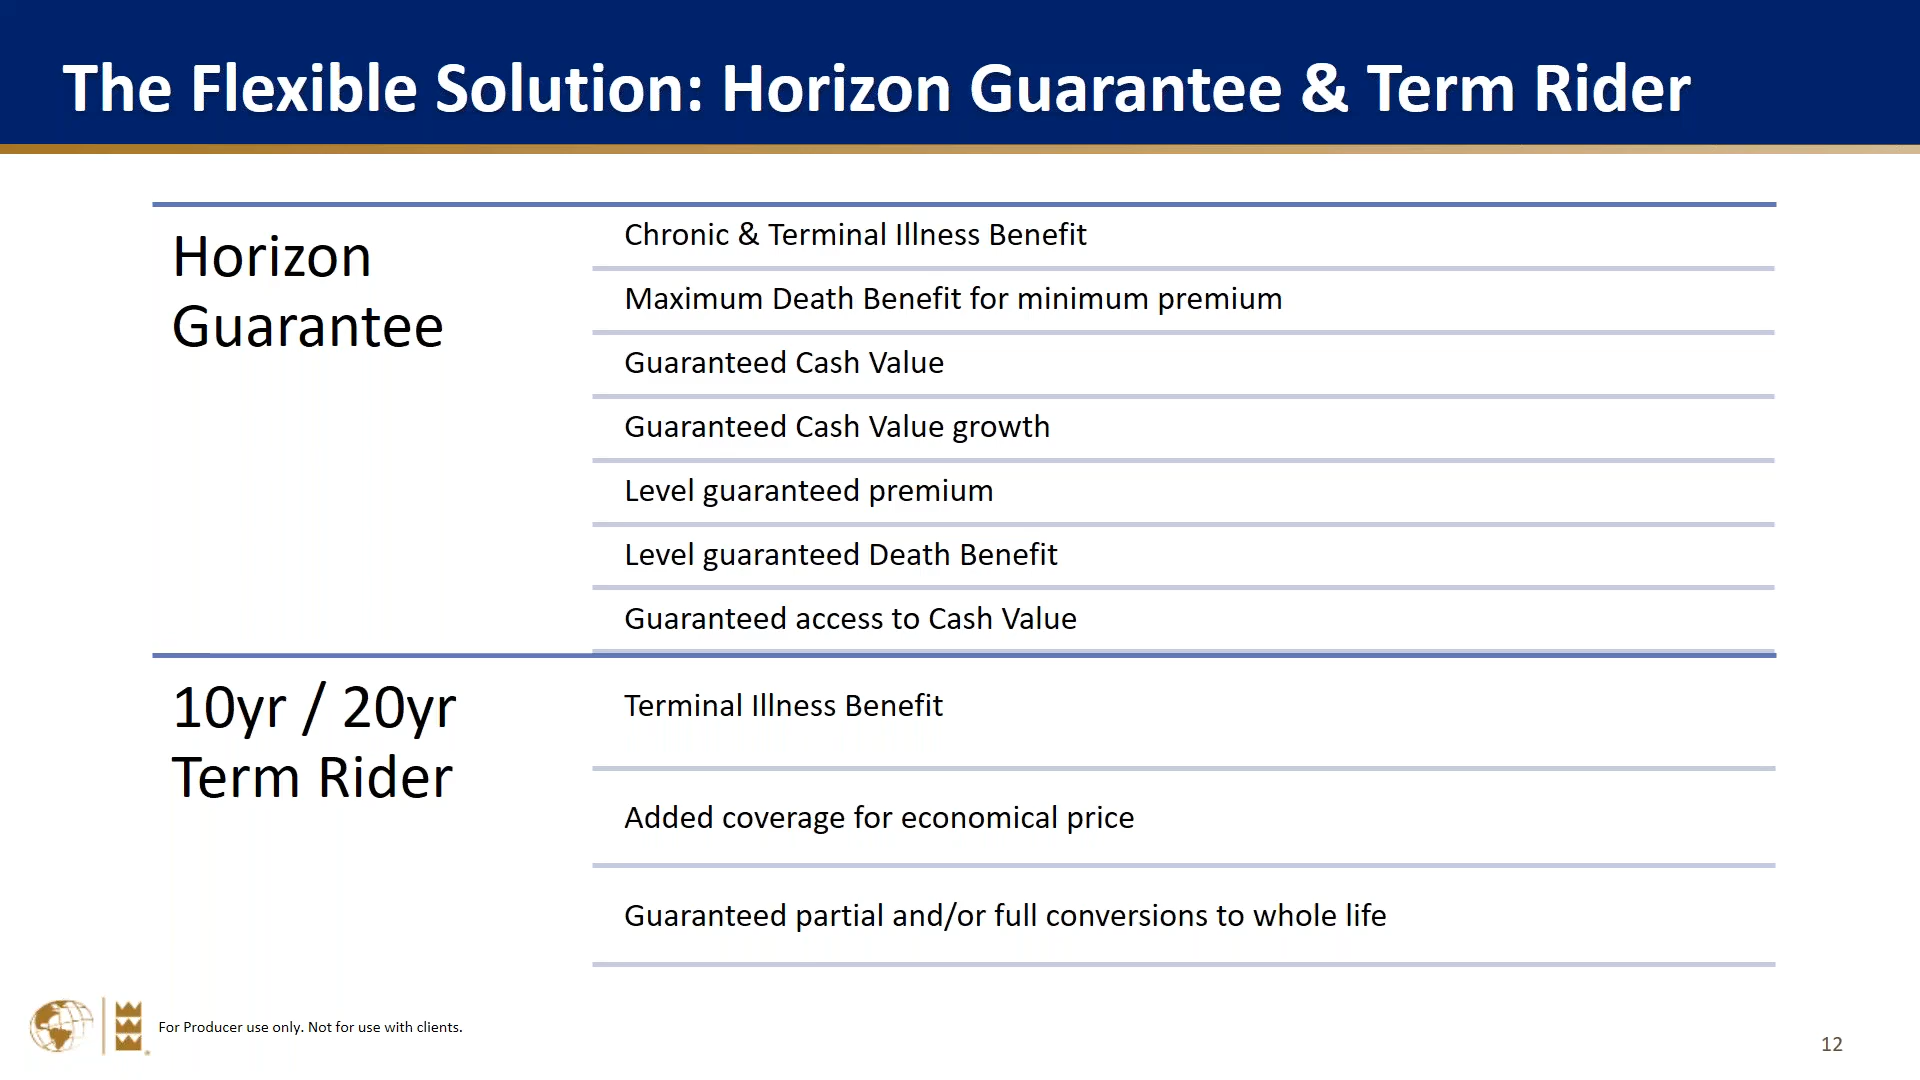 The Flexible Solution: Horizon Guarantee & Term Rider
Horizon
Guarantee
Chronic & Terminal Illness Benefit
Maximum Death Benefit for minimum premium
Guaranteed Cash Value
Guaranteed Cash Value growth
Level guaranteed premium
Level guaranteed Death Benefit
Guaranteed access to Cash Value
10yr / 20yr
Term Rider
Terminal Illness Benefit
Added coverage for economical price
Guaranteed partial and/or full conversions to whole life
For Producer use only. Not for use with clients.
12